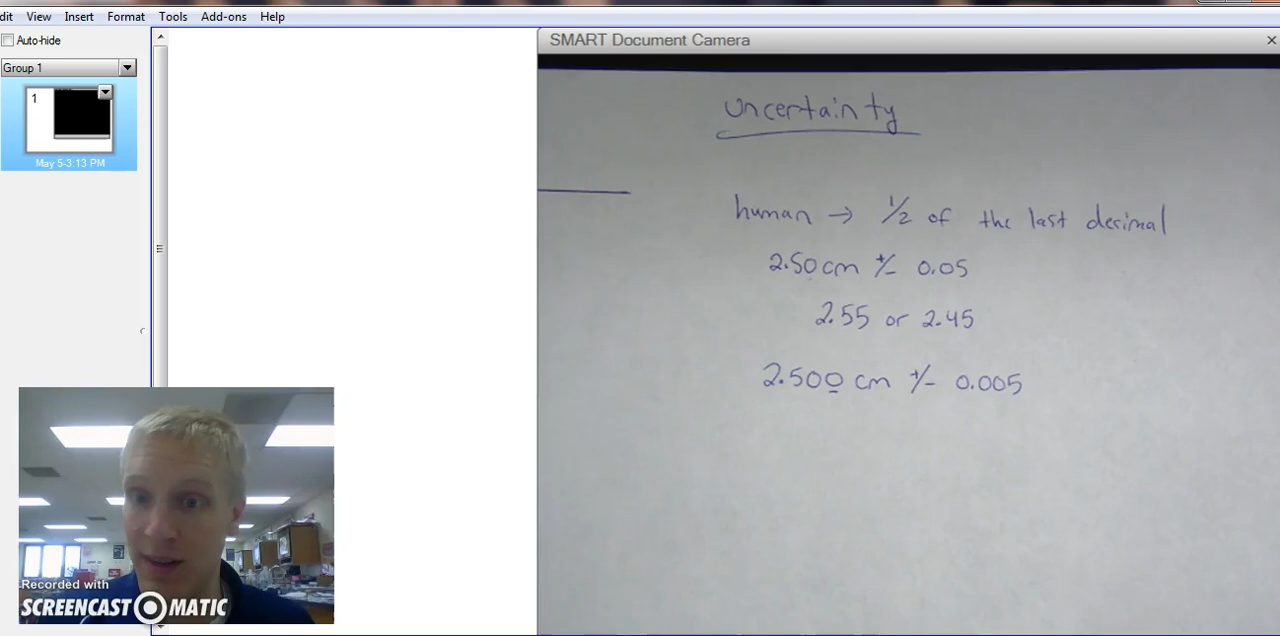 dit View Insert Format Tools Add-ons Help
Auto-hide
Group 1
1
May 5-3:13 PM
SMART Document Camera
Uncertainty
human → 1/2 of the last decimal
2.50 cm +/- 0.05
2.55 or 2.45
2.500 cm +/- 0.005
Recorded with
SCREENCAST MATIC